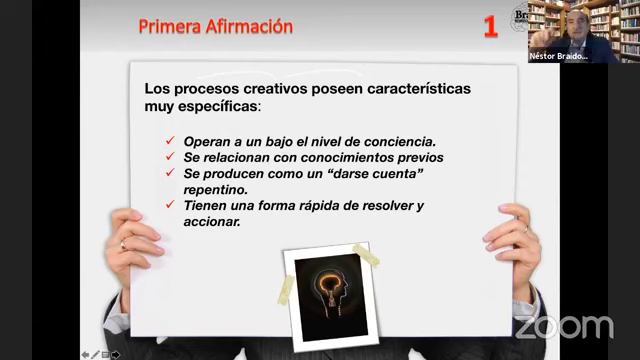 Primera Afirmación
1
Bra
Néstor Braido...
Los procesos creativos poseen características
muy específicas:
✓ Operan a un bajo el nivel de conciencia.
✓ Se relacionan con conocimientos previos
✓ Se producen como un “darse cuenta”
repentino.
✓ Tienen una forma rápida de resolver y
accionar.
zoom